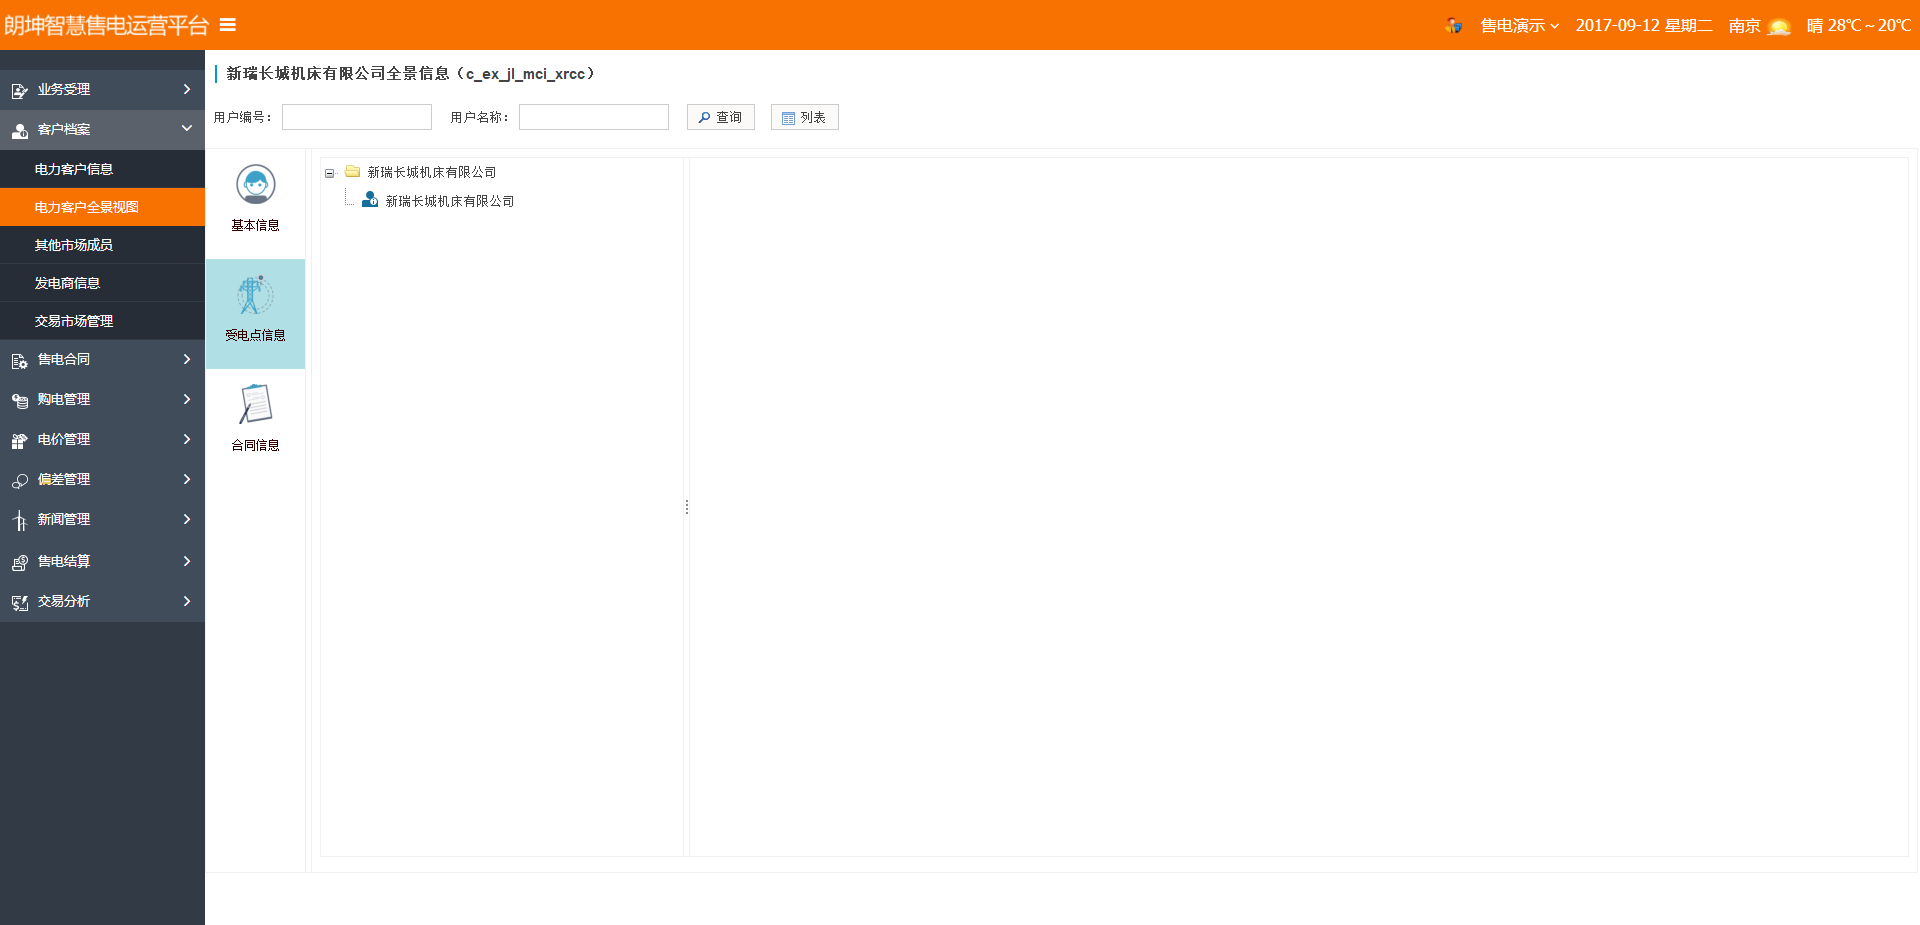 朗坤智慧售电运营平台
售电演示 2017-09-12 星期二 南京 晴 28℃～20℃
业务受理
客户档案
电力客户信息
电力客户全景视图
其他市场成员
发电商信息
交易市场管理
售电合同
购电管理
电价管理
偏差管理
新闻管理
售电结算
交易分析
新瑞长城机床有限公司全景信息（c_ex_jl_mci_xrcc）
用户编号： 用户名称： 查询 列表
基本信息
受电点信息
合同信息
新瑞长城机床有限公司
新瑞长城机床有限公司